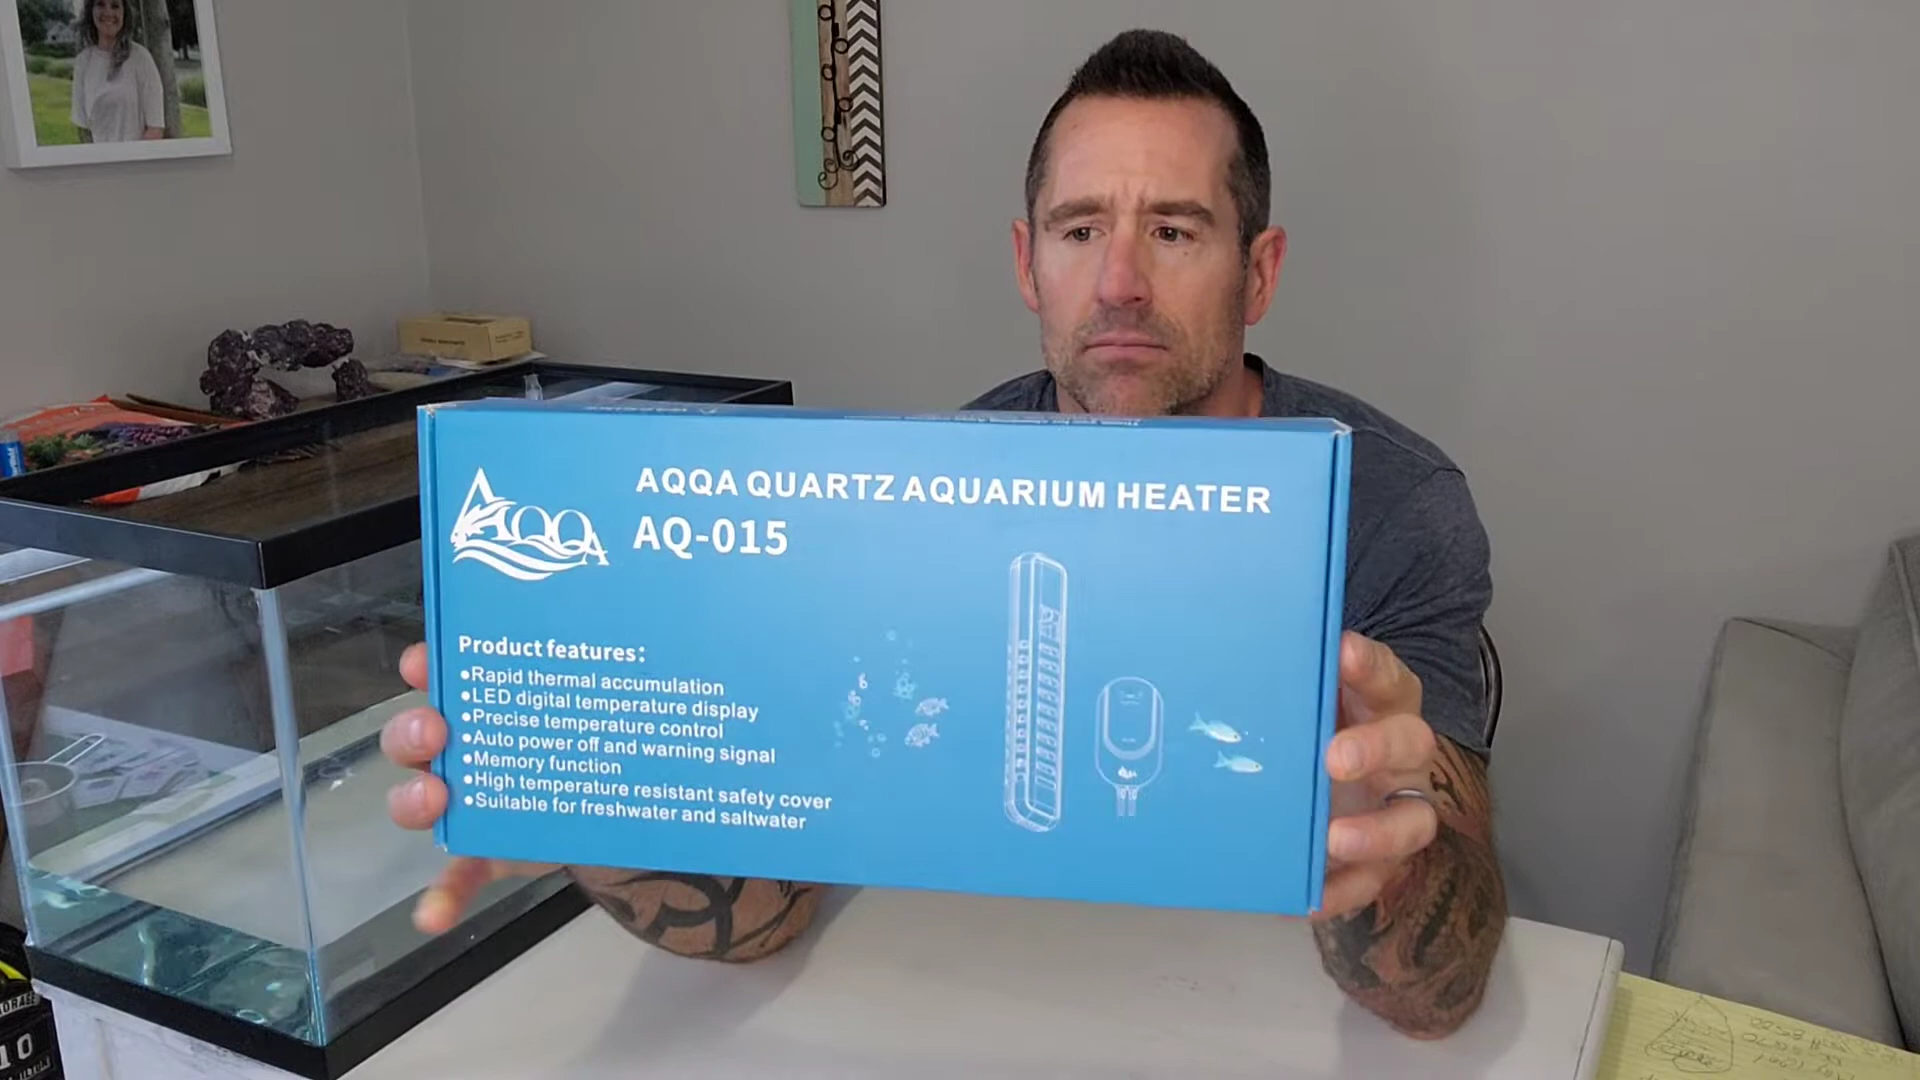 AQQA
AQQA QUARTZ AQUARIUM HEATER
AQ-015
Product features:
•Rapid thermal accumulation
•LED digital temperature display
•Precise temperature control
•Auto power off and warning signal
•Memory function
•High temperature resistant safety cover
•Suitable for freshwater and saltwater
10